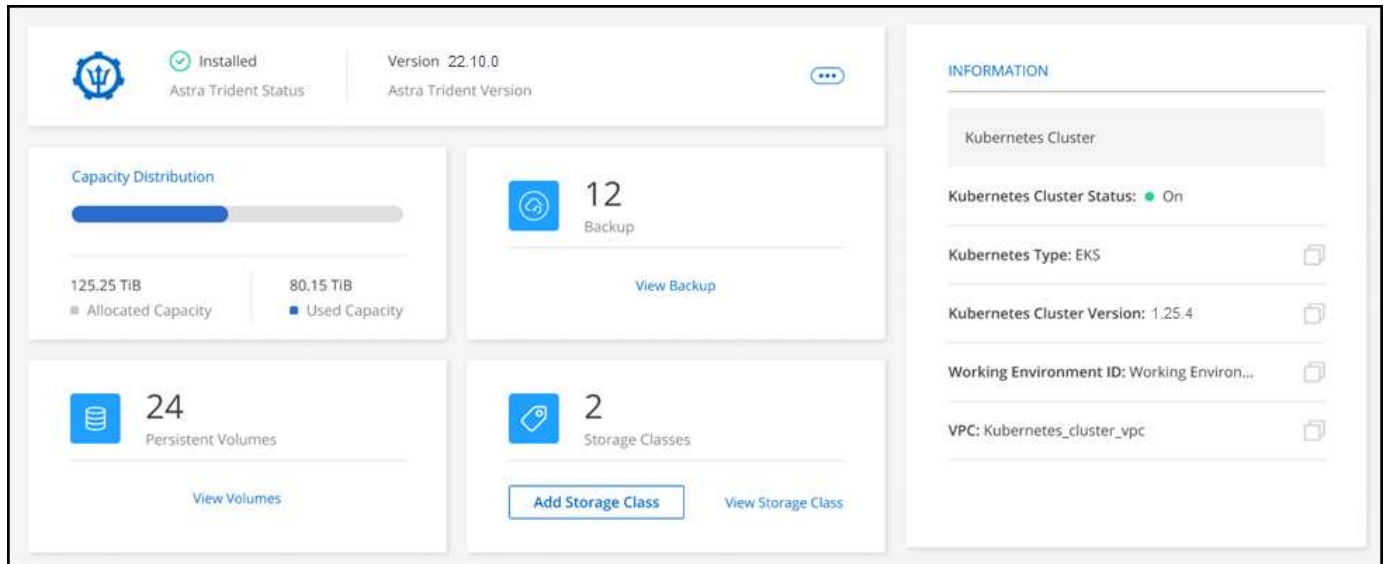 Installed
Astra Trident Status
Version 22.10.0
Astra Trident Version
Capacity Distribution
125.25 TiB
Allocated Capacity
80.15 TiB
Used Capacity
12
Backup
View Backup
24
Persistent Volumes
View Volumes
2
Storage Classes
Add Storage Class
View Storage Class
INFORMATION
Kubernetes Cluster
Kubernetes Cluster Status: On
Kubernetes Type: EKS
Kubernetes Cluster Version: 1.25.4
Working Environment ID: Working Environ...
VPC: Kubernetes_cluster_vpc